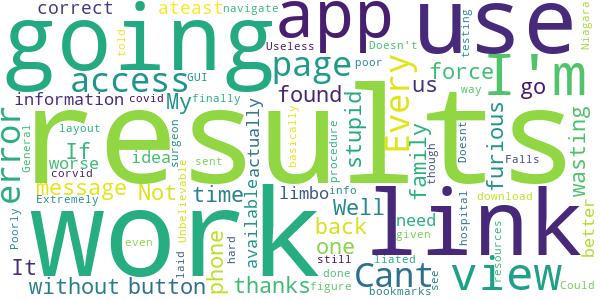 correct
ateast
navigate
told
Doesn't
poor
testing
Niagara
going
app
use
Useless
access
GUI
page
I'm
way
My
finally
found
us
force
go
information
covid
Every
results
error
layout
General
If
idea
surgeon
worse
corvid
sent
message
Not
Extremely
time
limbo
info
actually
available
basically
procedure
stupid
family
though
Doesnt
furious
Falls
wasting
download
Poorly
work
Unbelievable
even
phone
Well
need
given
hospital
resources
better
back
one
link
It
without
button
laid
hard
thanks
still
done
figure
Cant
liated
bookmarks
see
view
Could